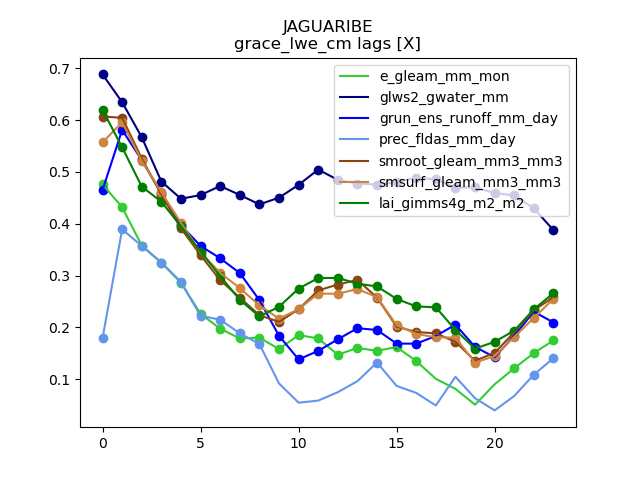 JAGUARIBE
grace_lwe_cm lags [X]
e_gleam_mm_mon
glws2_gwater_mm
grun_ens_runoff_mm_day
prec_fldas_mm_day
smroot_gleam_mm3_mm3
smsurf_gleam_mm3_mm3
lai_gimms4g_m2_m2
0.7
0.6
0.5
0.4
0.3
0.2
0.1
0 5 10 15 20